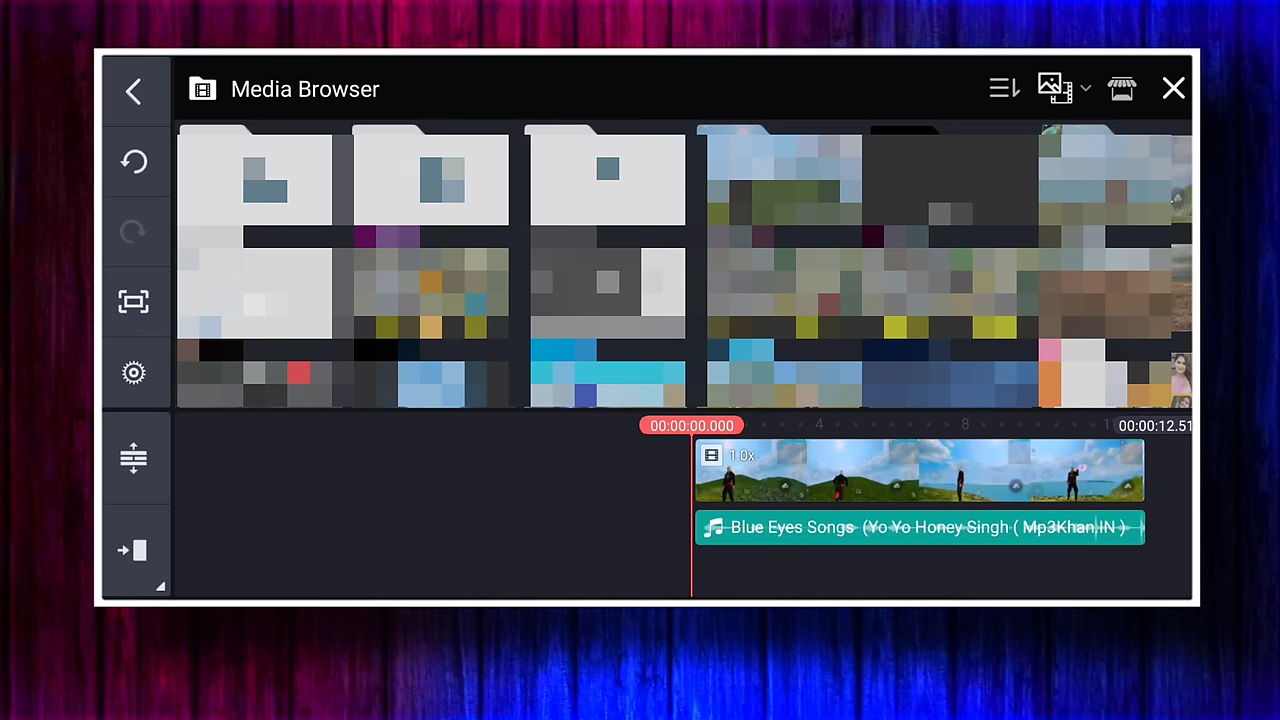 Media Browser
00:00:00.000
4
8
1
00:00:12.51
1.0x
Blue Eyes Songs (Yo Yo Honey Singh ( Mp3Khan.IN )